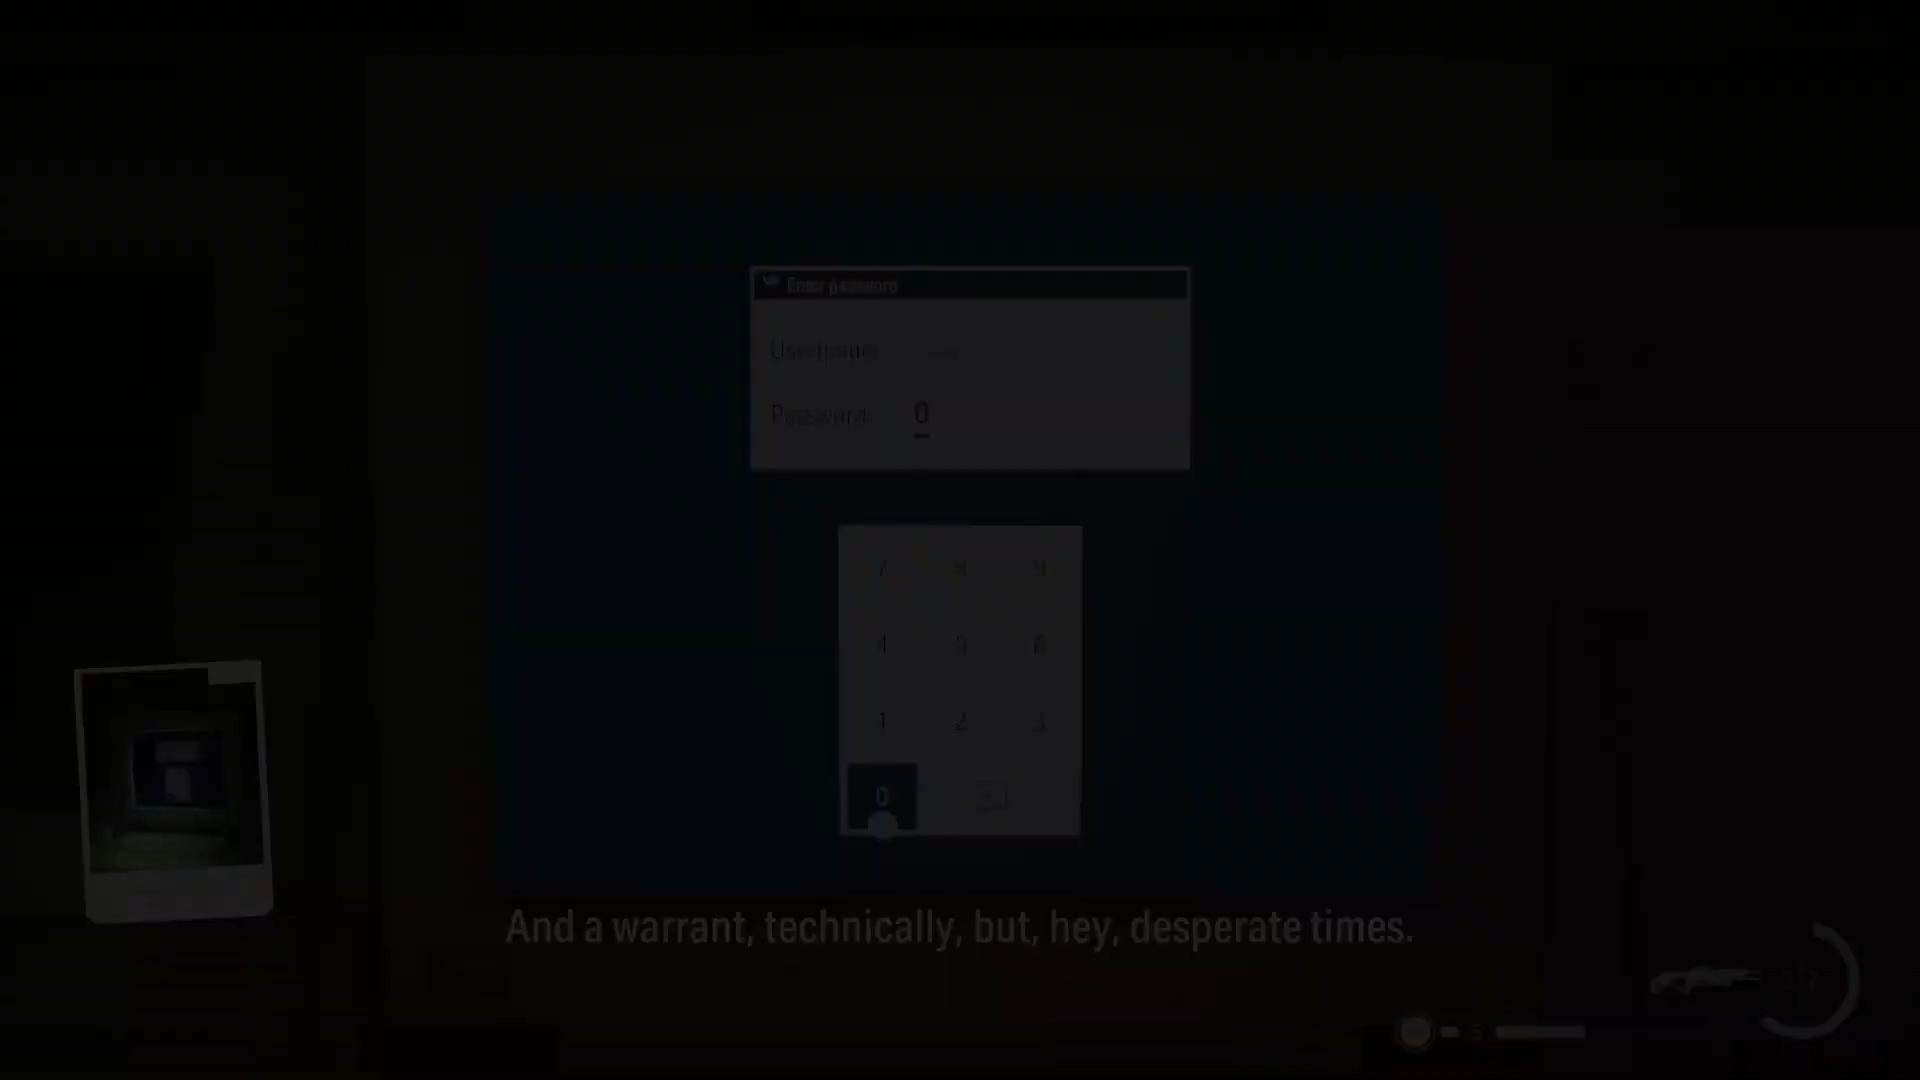 Enter password
Username:
Password: 0
7 8 9
4 5 6
1 2 3
0
And a warrant, technically, but, hey, desperate times.
5